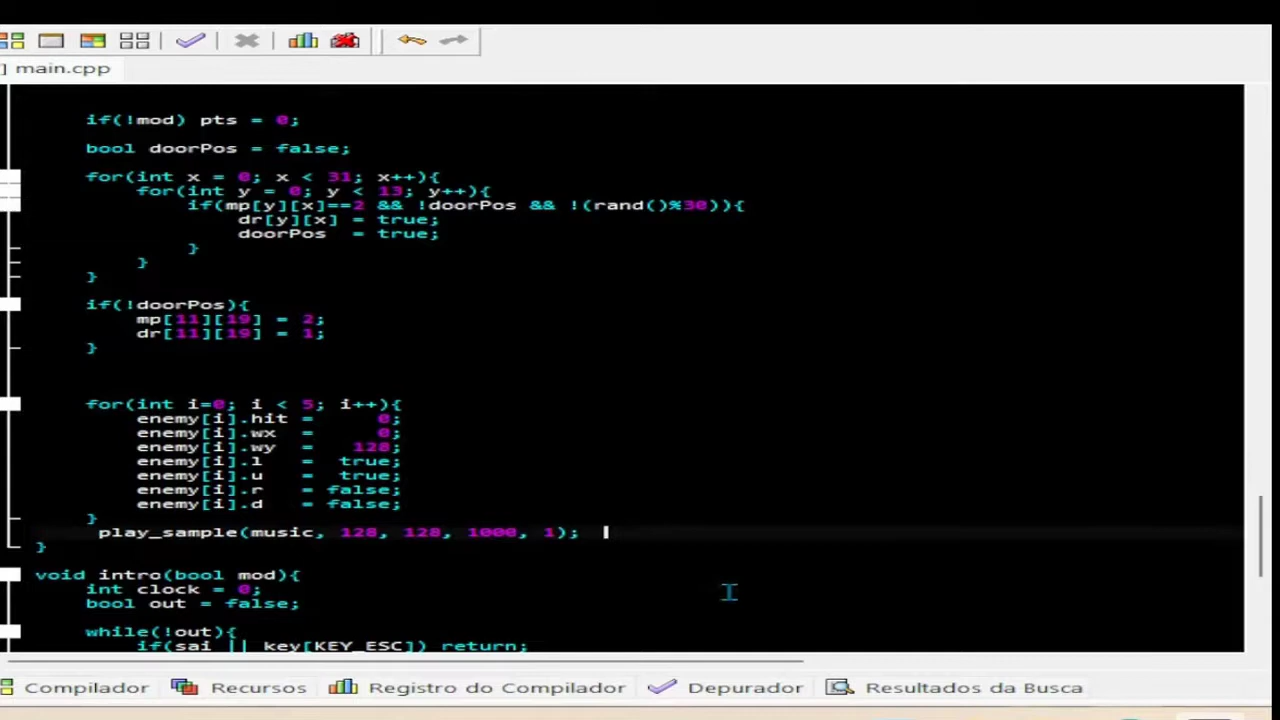 ] main.cpp
if(!mod) pts = 0;
bool doorPos = false;
for(int x = 0; x < 31; x++){
for(int y = 0; y < 13; y++){
if(mp[y][x]==2 && !doorPos && !(rand()%30)){
dr[y][x] = true;
doorPos = true;
}
}
}
if(!doorPos){
mp[11][19] = 2;
dr[11][19] = 1;
}
for(int i=0; i < 5; i++){
enemy[i].hit = 0;
enemy[i].wx = 0;
enemy[i].wy = 128;
enemy[i].l = true;
enemy[i].u = true;
enemy[i].r = false;
enemy[i].d = false;
}
play_sample(music, 128, 128, 1000, 1);
}
void intro(bool mod){
int clock = 0;
bool out = false;
while(!out){
if(sai || key[KEY_ESC]) return;
Compilador Recursos Registro do Compilador Depurador Resultados da Busca